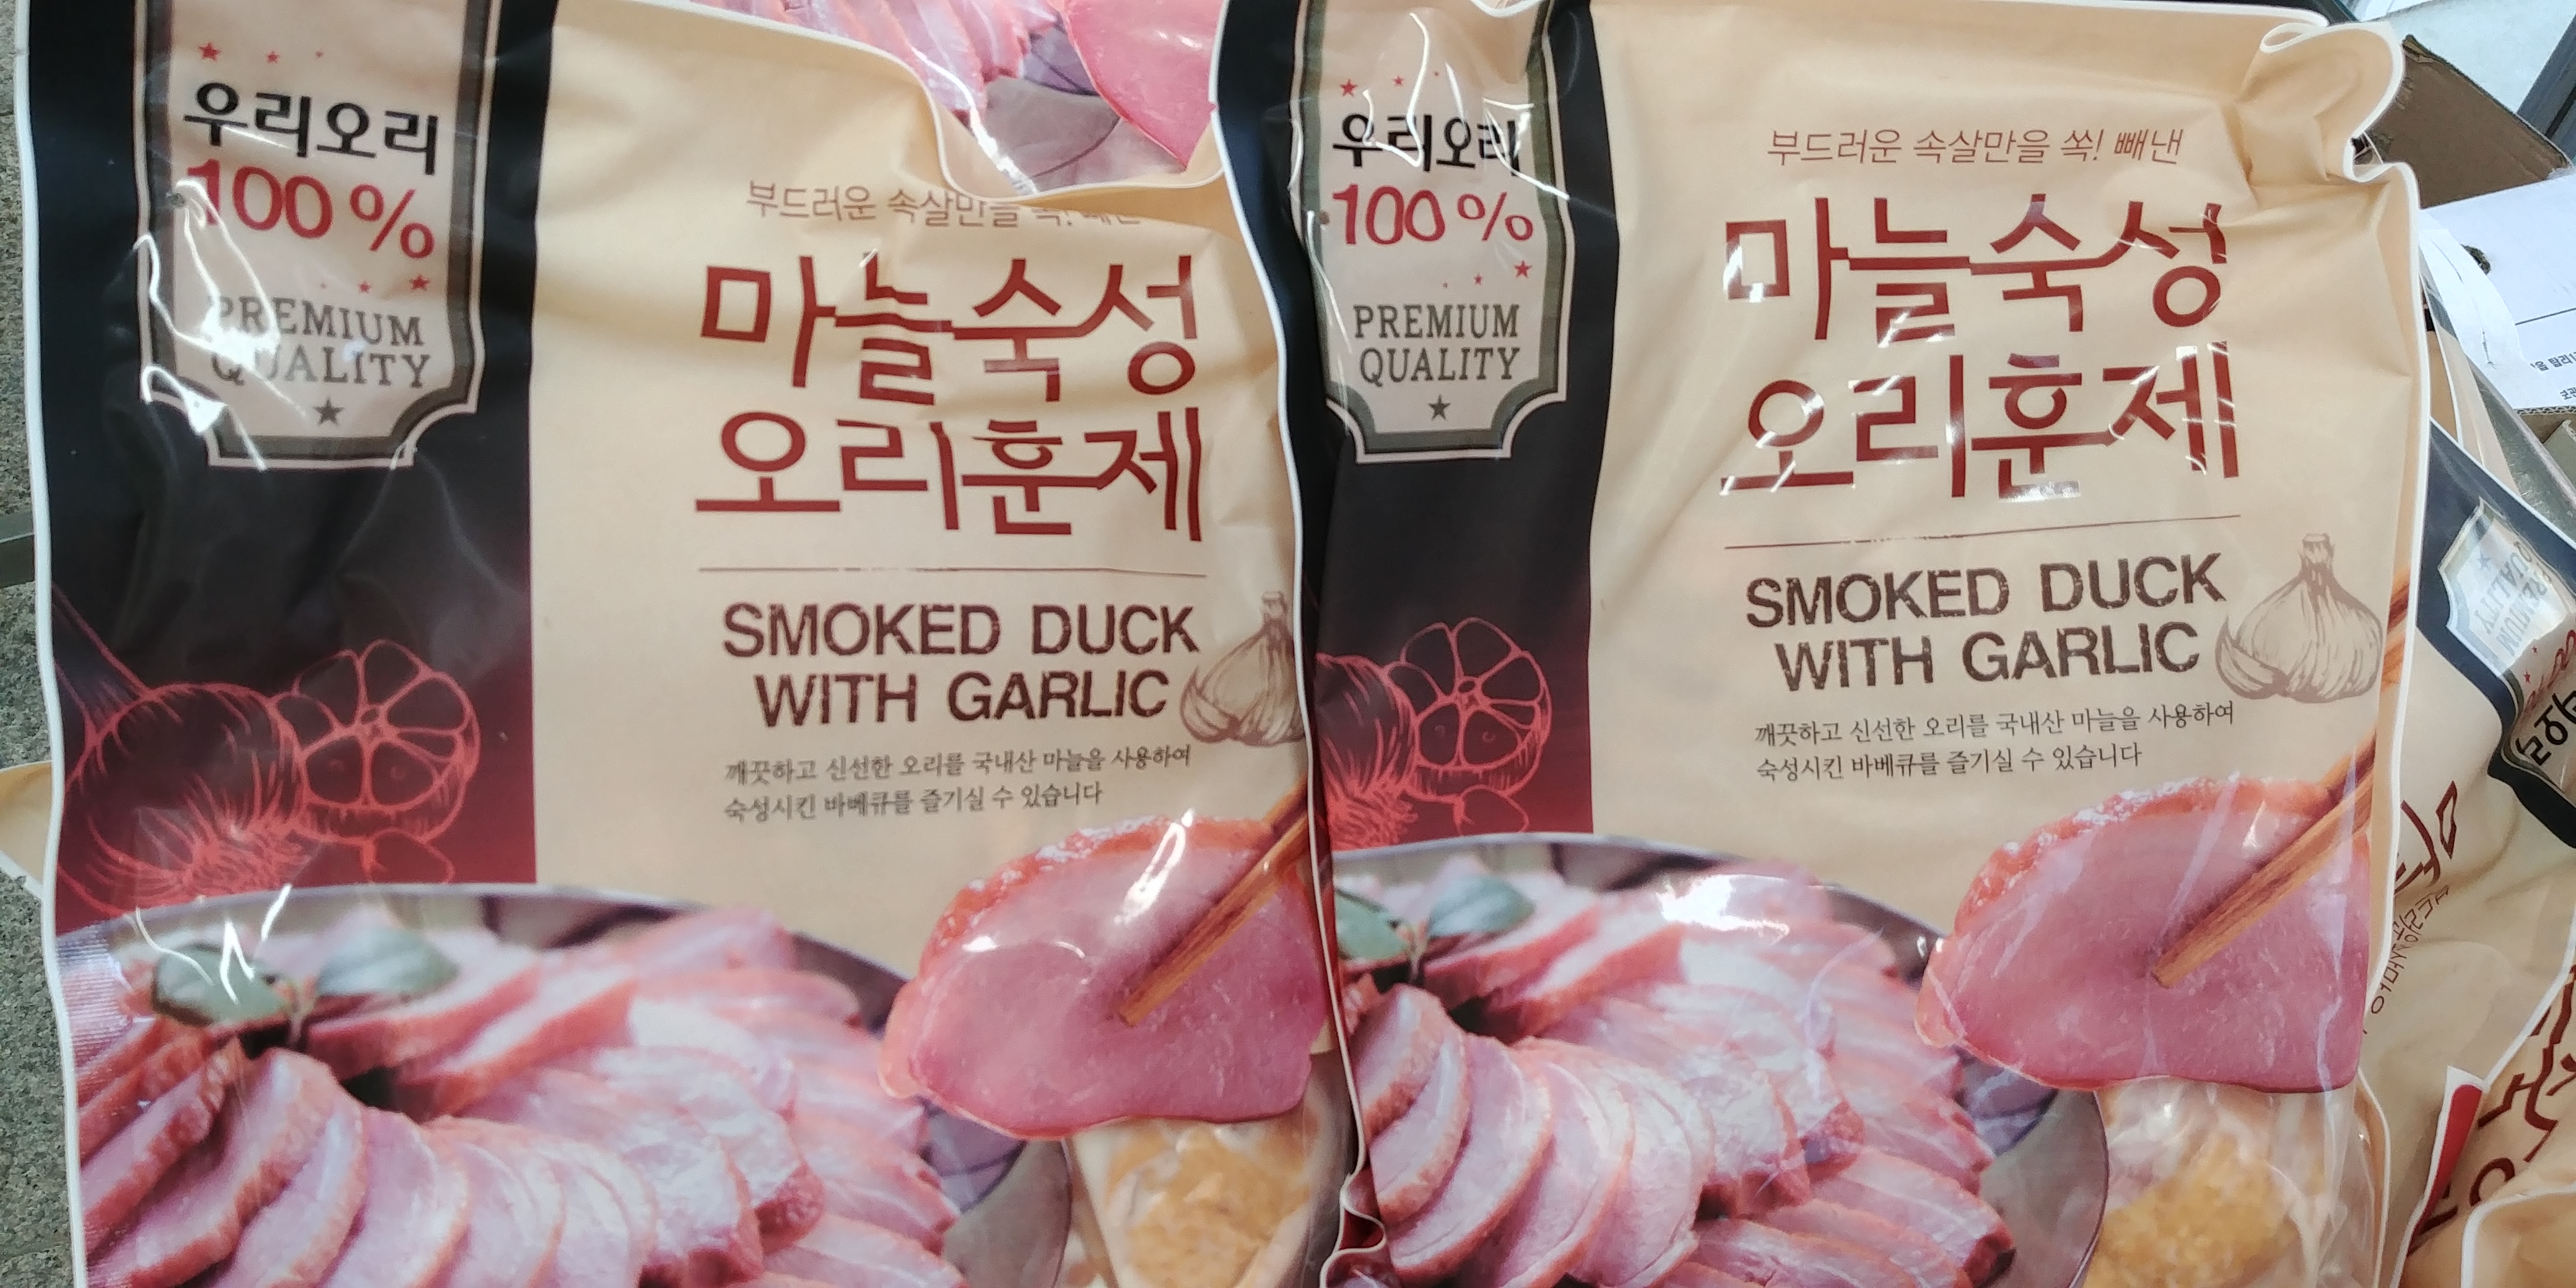 우리오리
100%
PREMIUM
QUALITY
부드러운 속살만을 쏙! 빼낸
마늘숙성
오리훈제
SMOKED DUCK
WITH GARLIC
깨끗하고 신선한 오리를 국내산 마늘을 사용하여
숙성시킨 바베큐를 즐기실 수 있습니다
우리오리
100%
PREMIUM
QUALITY
부드러운 속살만을 쏙! 빼낸
마늘숙성
오리훈제
SMOKED DUCK
WITH GARLIC
깨끗하고 신선한 오리를 국내산 마늘을 사용하여
숙성시킨 바베큐를 즐기실 수 있습니다
PREMIUM
QUALITY